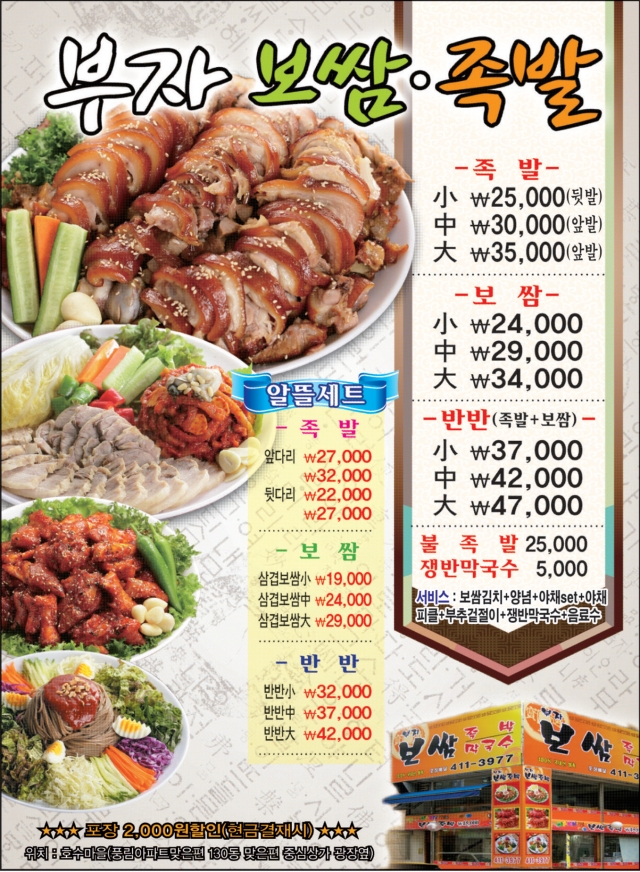 부자 보쌈·족발
-족 발-
小 ₩25,000(뒷발)
中 ₩30,000(앞발)
大 ₩35,000(앞발)
-보 쌈-
小 ₩24,000
中 ₩29,000
大 ₩34,000
-반반(족발+보쌈)-
小 ₩37,000
中 ₩42,000
大 ₩47,000
불 족 발 25,000
쟁반막국수 5,000
서비스 : 보쌈김치+양념+야채set+야채
피클+부추겉절이+쟁반막국수+음료수
알뜰세트
- 족 발
앞다리 ₩27,000
₩32,000
뒷다리 ₩22,000
₩27,000
- 보 쌈
삼겹보쌈小 ₩19,000
삼겹보쌈中 ₩24,000
삼겹보쌈大 ₩29,000
- 반 반
반반小 ₩32,000
반반中 ₩37,000
반반大 ₩42,000
부자
보쌈 족발
막국수
411-3977
부자
보쌈 족발
막국수
411-3977
★★★ 포장 2,000원할인(현금결재시) ★★★
위치 : 호수마을(풍림아파트맞은편 130동 맞은편 중심상가 광장옆)